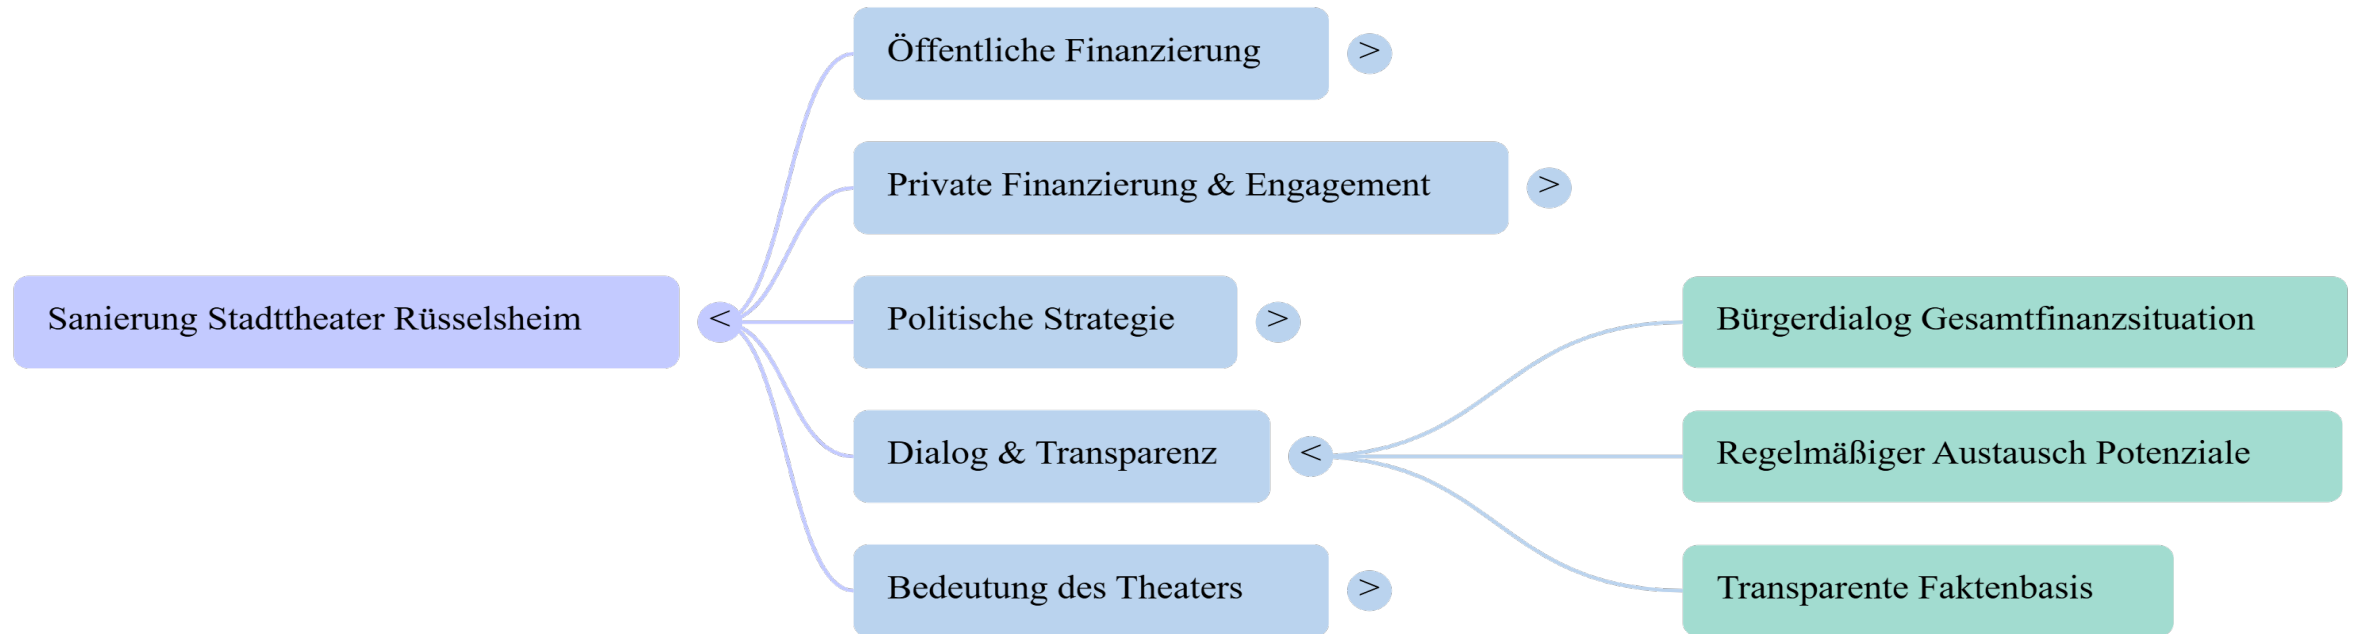 Öffentliche Finanzierung >
Private Finanzierung & Engagement >
Sanierung Stadttheater Rüsselsheim <
Politische Strategie >
Dialog & Transparenz <
Bedeutung des Theaters >
Bürgerdialog Gesamtfinanzsituation
Regelmäßiger Austausch Potenziale
Transparente Faktenbasis